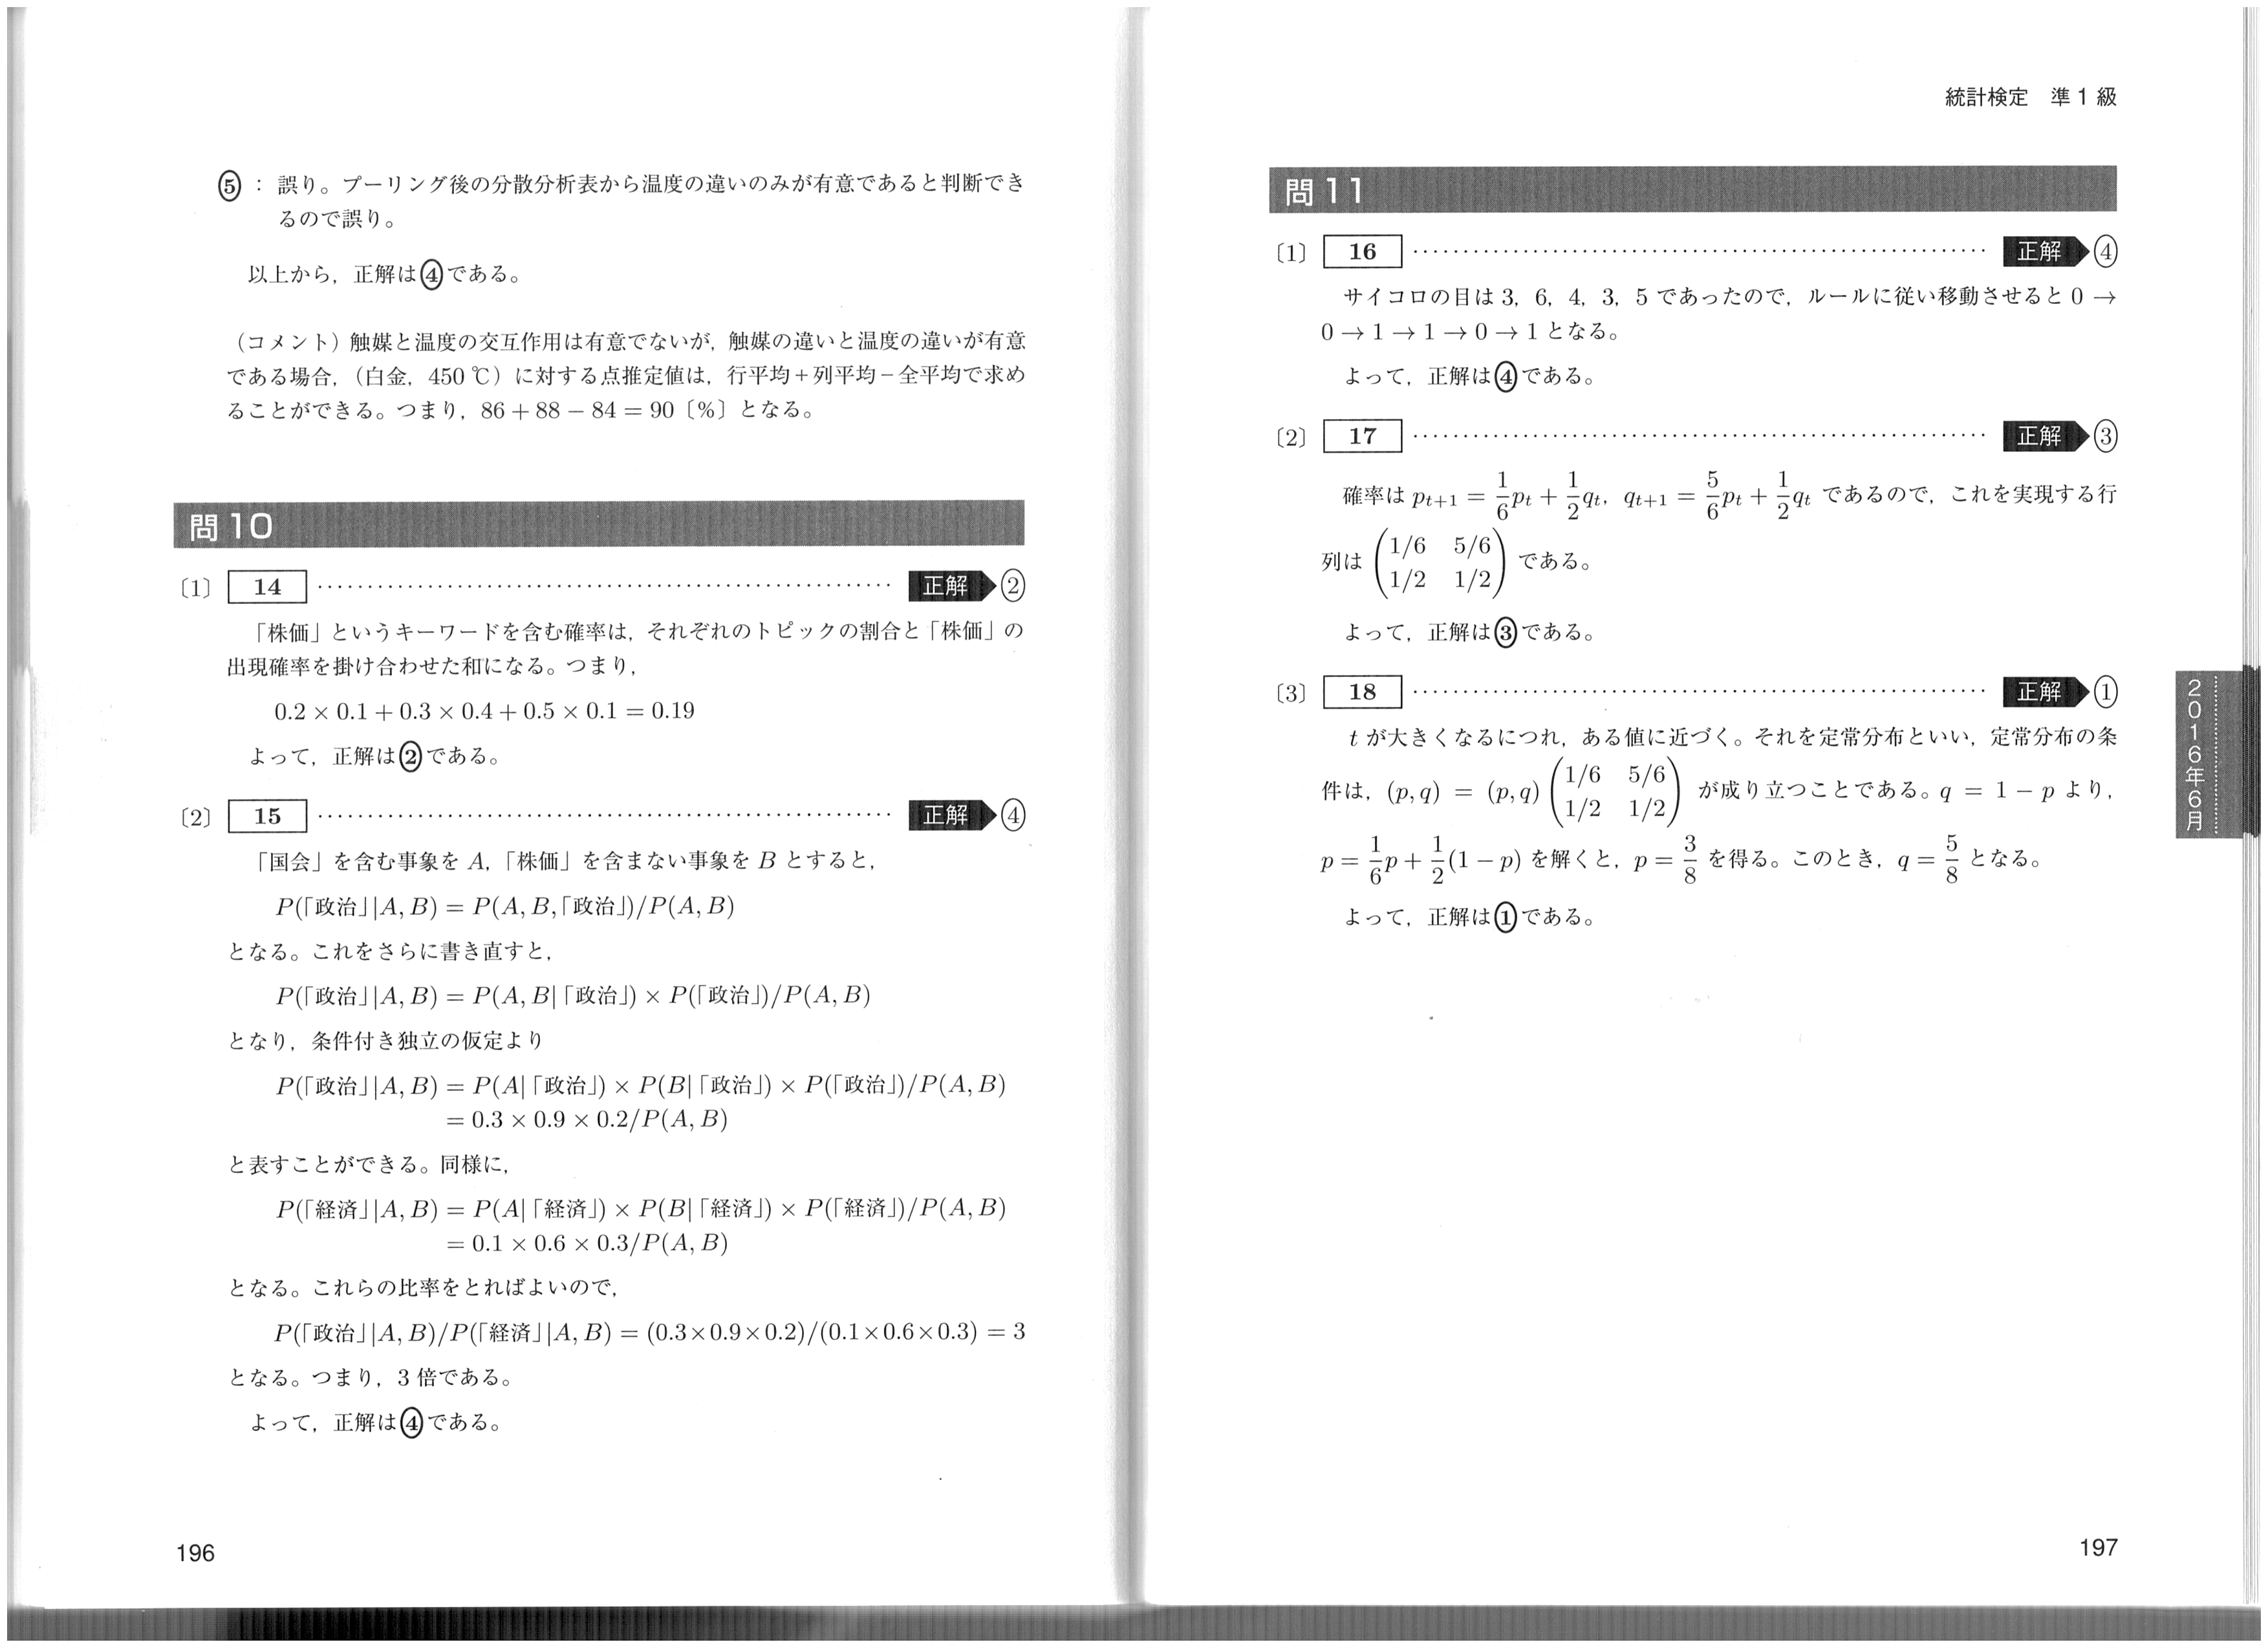 ⑤ : 誤り。プーリング後の分散分析表から温度の違いのみが有意であると判断でき
るので誤り。
以上から，正解は④である。
（コメント）触媒と温度の交互作用は有意でないが，触媒の違いと温度の違いが有意
である場合，（白金，450 ℃）に対する点推定値は，行平均＋列平均－全平均で求め
ることができる。つまり，86 + 88 − 84 = 90〔%〕となる。
問10
〔1〕 14 正解 ②
「株価」というキーワードを含む確率は，それぞれのトピックの割合と「株価」の
出現確率を掛け合わせた和になる。つまり，
0.2 × 0.1 + 0.3 × 0.4 + 0.5 × 0.1 = 0.19
よって，正解は②である。
〔2〕 15 正解 ④
「国会」を含む事象を A，「株価」を含まない事象を B とすると，
P(「政治」|A, B) = P(A, B,「政治」)/P(A, B)
となる。これをさらに書き直すと，
P(「政治」|A, B) = P(A, B|「政治」) × P(「政治」)/P(A, B)
となり，条件付き独立の仮定より
P(「政治」|A, B) = P(A|「政治」) × P(B|「政治」) × P(「政治」)/P(A, B)
= 0.3 × 0.9 × 0.2/P(A, B)
と表すことができる。同様に，
P(「経済」|A, B) = P(A|「経済」) × P(B|「経済」) × P(「経済」)/P(A, B)
= 0.1 × 0.6 × 0.3/P(A, B)
となる。これらの比率をとればよいので，
P(「政治」|A, B)/P(「経済」|A, B) = (0.3×0.9×0.2)/(0.1×0.6×0.3) = 3
となる。つまり，3 倍である。
よって，正解は④である。
196
統計検定 準1級
問11
〔1〕 16 正解 ④
サイコロの目は 3，6，4，3，5 であったので，ルールに従い移動させると 0 →
0 → 1 → 1 → 0 → 1 となる。
よって，正解は④である。
〔2〕 17 正解 ③
確率は p_{t+1} = 1/6 p_t + 1/2 q_t，q_{t+1} = 5/6 p_t + 1/2 q_t であるので，これを実現する行
列は (1/6 5/6
1/2 1/2) である。
よって，正解は③である。
〔3〕 18 正解 ①
t が大きくなるにつれ，ある値に近づく。それを定常分布といい，定常分布の条
件は，(p, q) = (p, q) (1/6 5/6
1/2 1/2) が成り立つことである。q = 1 − p より，
p = 1/6 p + 1/2 (1 − p) を解くと，p = 3/8 を得る。このとき，q = 5/8 となる。
よって，正解は①である。
2016年6月
197